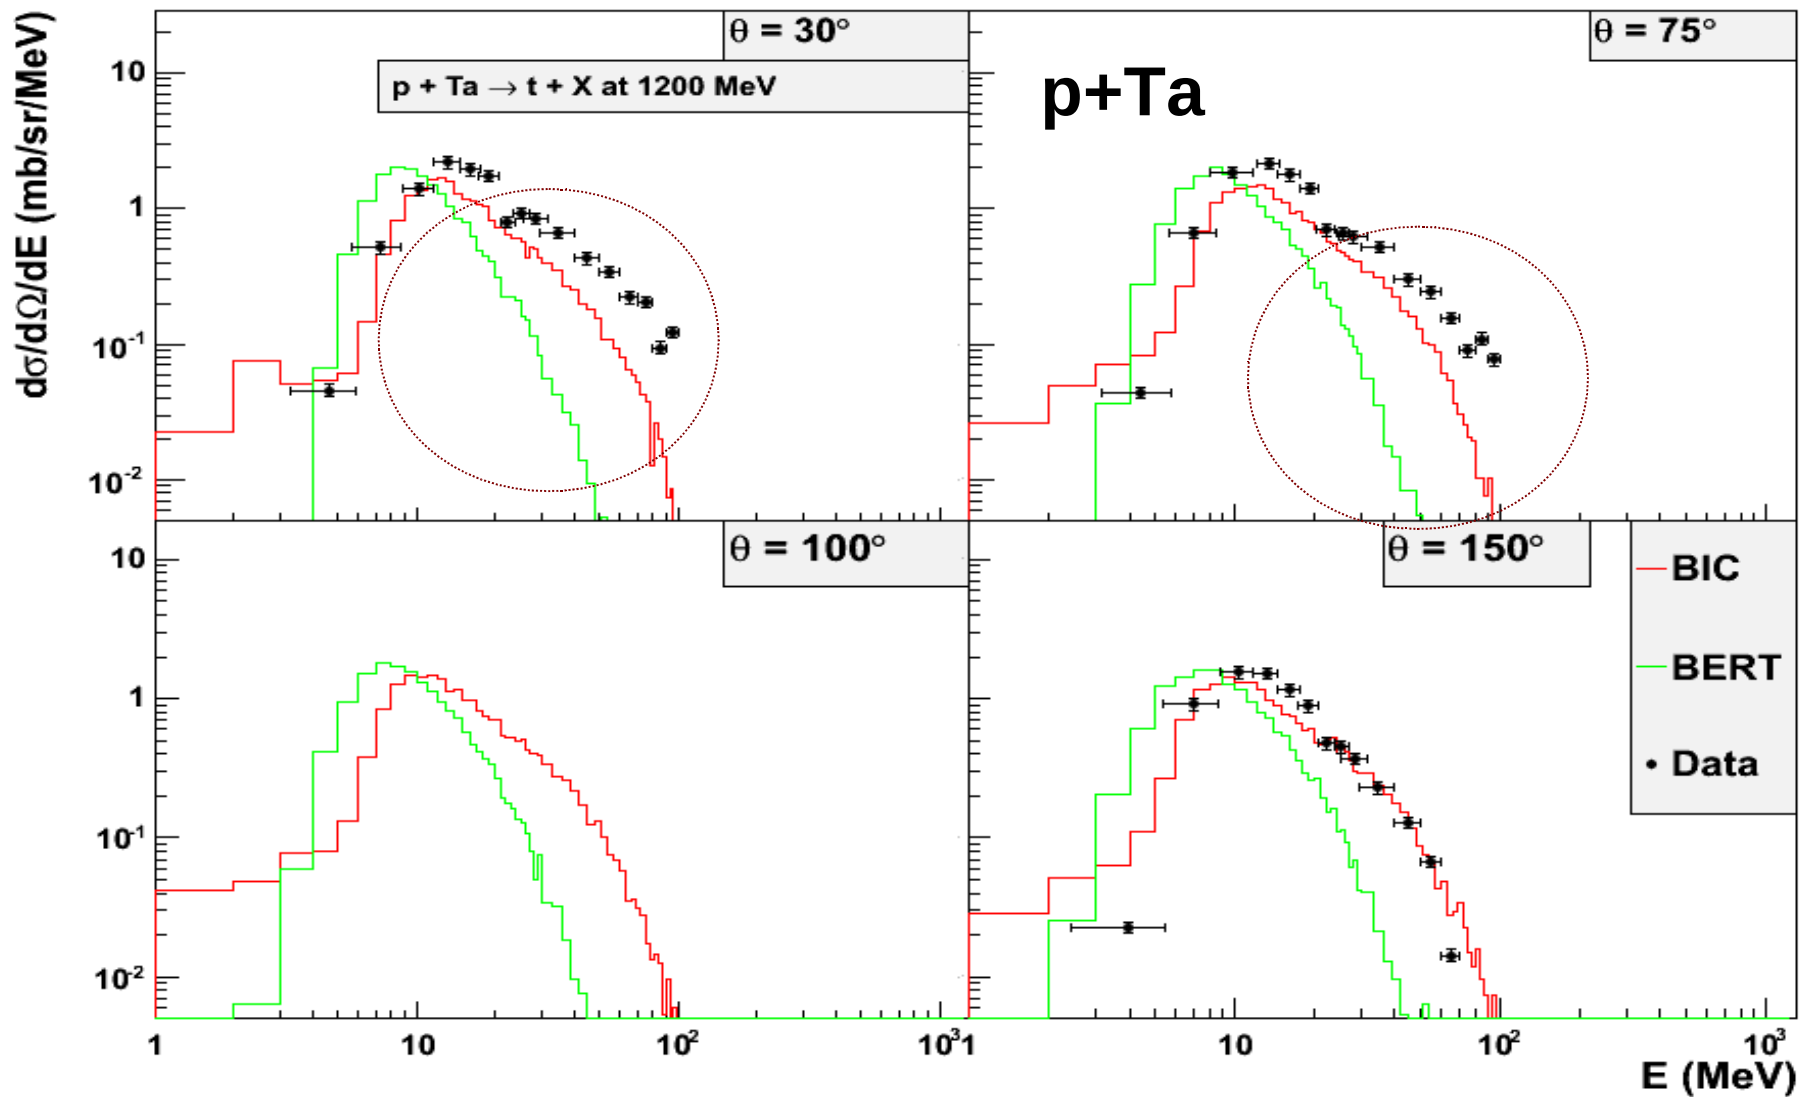 dσ/dΩ/dE (mb/sr/MeV)
θ = 30°
p + Ta → t + X at 1200 MeV
10
1
10⁻¹
10⁻²
θ = 75°
p+Ta
θ = 100°
10
1
10⁻¹
10⁻²
θ = 150°
BIC
BERT
Data
1 10 10² 10³ 1 10 10² 10³
E (MeV)